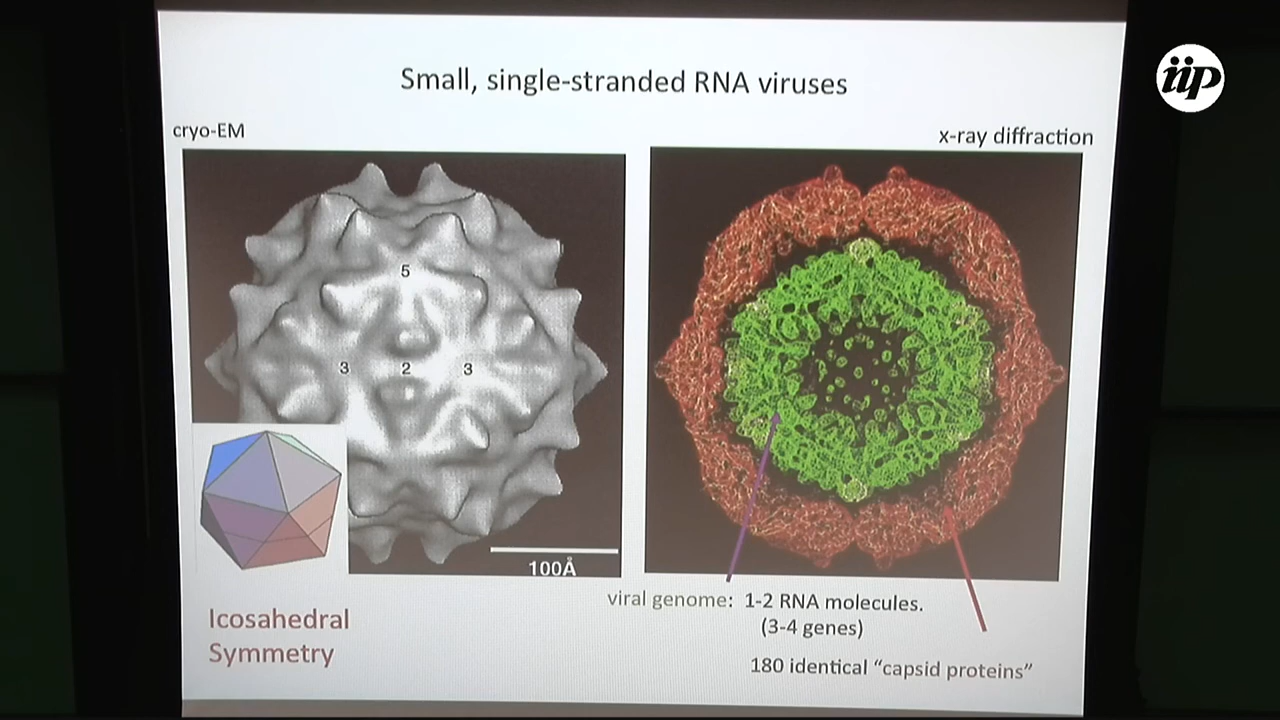 iip
Small, single-stranded RNA viruses
cryo-EM
x-ray diffraction
5
3 2 3
100Å
viral genome: 1-2 RNA molecules.
(3-4 genes)
Icosahedral
Symmetry
180 identical “capsid proteins”